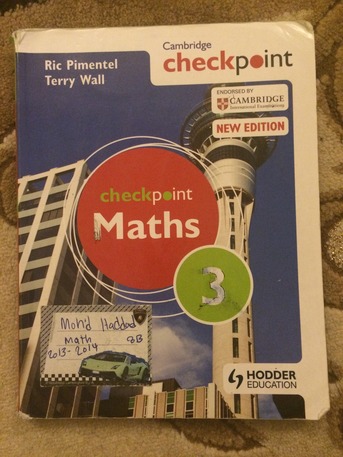 Ric Pimentel
Terry Wall
Cambridge
checkpoint
ENDORSED BY
CAMBRIDGE
International Examinations
NEW EDITION
checkpoint
Maths
3
Moh'd Haddad
Math 8B
2013-2014
HODDER
EDUCATION